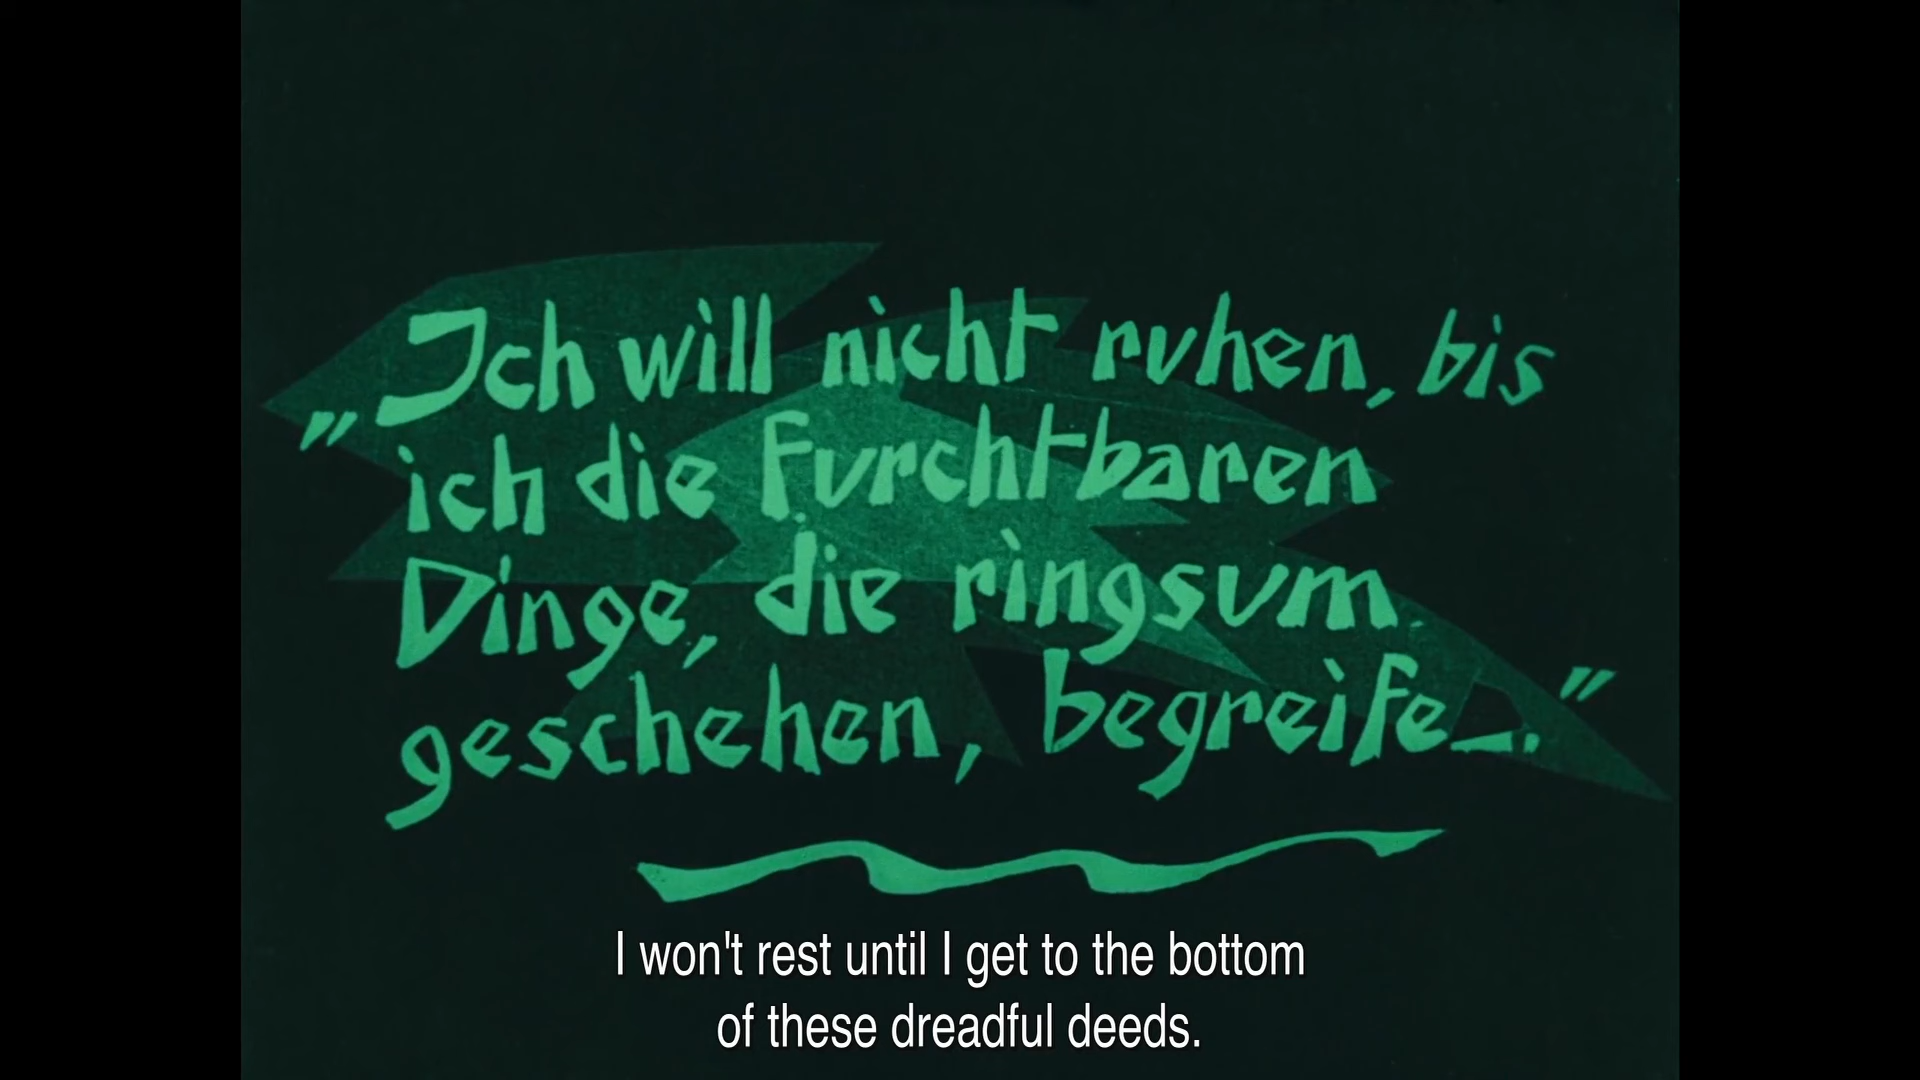 „Ich will nicht ruhen, bis
ich die Furchtbaren
Dinge, die ringsum
geschehen, begreife_."
I won't rest until I get to the bottom
of these dreadful deeds.